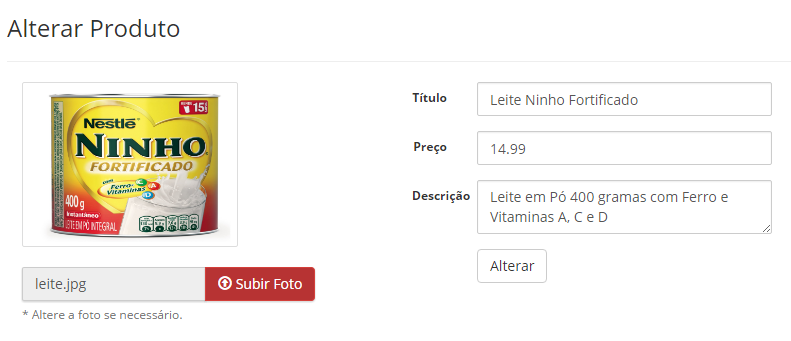 Alterar Produto
15
Nestlé
NINHO
FORTIFICADO
com
Ferro+
Vitaminas
C
A
D
400 g
Instantâneo
LEITE EM PÓ INTEGRAL
leite.jpg
Subir Foto
* Altere a foto se necessário.
Título
Leite Ninho Fortificado
Preço
14.99
Descrição
Leite em Pó 400 gramas com Ferro e
Vitaminas A, C e D
Alterar